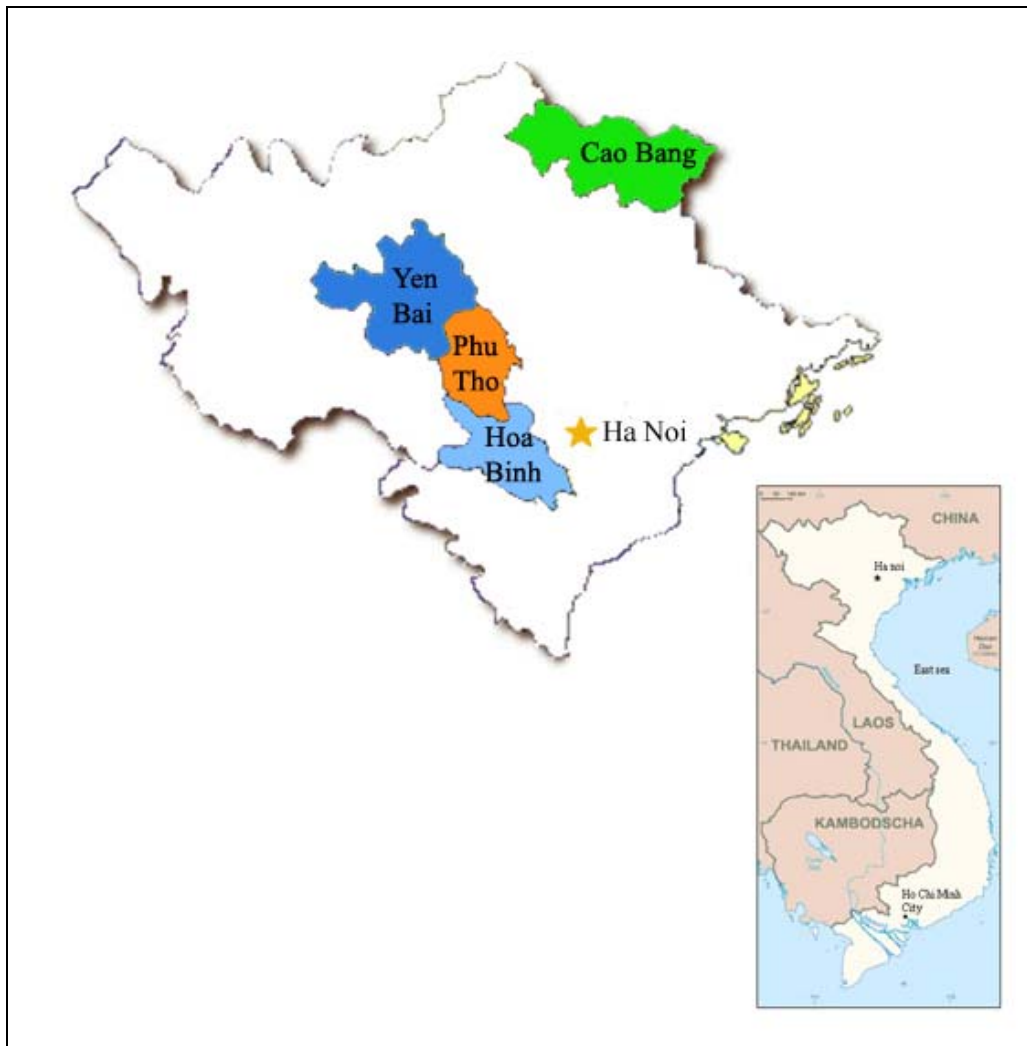 Cao Bang
Yen
Bai
Phu
Tho
Hoa
Binh
Ha Noi
CHINA
Ha noi
East sea
LAOS
THAILAND
KAMBODSCHA
Ho Chi Minh
City